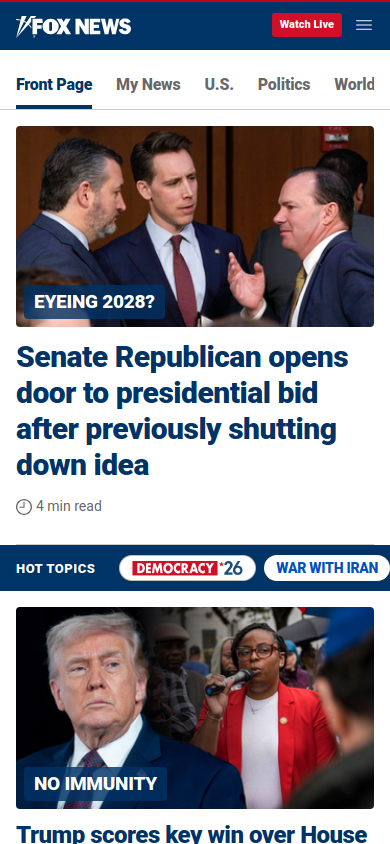 FOX NEWS
Watch Live
Front Page My News U.S. Politics World
EYEING 2028?
Senate Republican opens
door to presidential bid
after previously shutting
down idea
4 min read
HOT TOPICS DEMOCRACY★26 WAR WITH IRAN
NO IMMUNITY
Trump scores key win over House